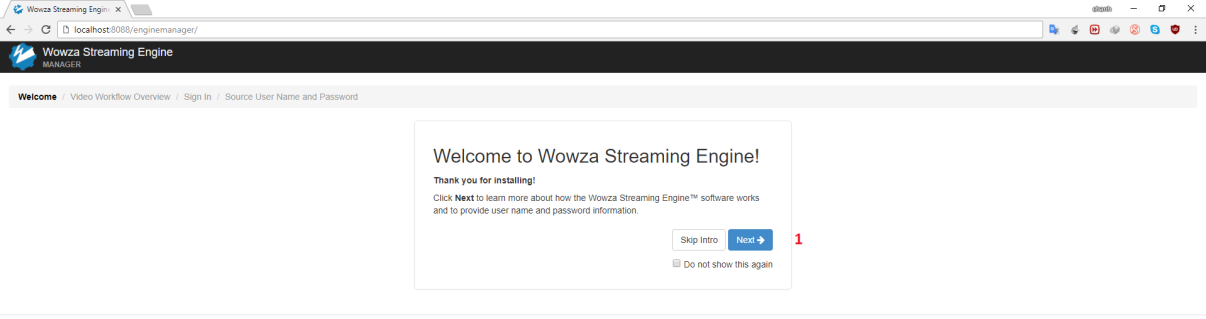 Wowza Streaming Engin
chanh
localhost:8088/enginemanager/
Wowza Streaming Engine
MANAGER
Welcome / Video Workflow Overview / Sign In / Source User Name and Password
Welcome to Wowza Streaming Engine!
Thank you for installing!
Click Next to learn more about how the Wowza Streaming Engine™ software works
and to provide user name and password information.
Skip Intro Next 1
Do not show this again